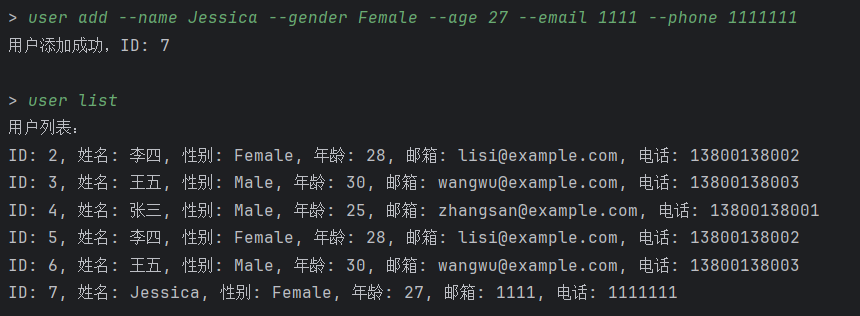 > user add --name Jessica --gender Female --age 27 --email 1111 --phone 1111111
用户添加成功，ID: 7
> user list
用户列表：
ID: 2, 姓名: 李四, 性别: Female, 年龄: 28, 邮箱: lisi@example.com, 电话: 13800138002
ID: 3, 姓名: 王五, 性别: Male, 年龄: 30, 邮箱: wangwu@example.com, 电话: 13800138003
ID: 4, 姓名: 张三, 性别: Male, 年龄: 25, 邮箱: zhangsan@example.com, 电话: 13800138001
ID: 5, 姓名: 李四, 性别: Female, 年龄: 28, 邮箱: lisi@example.com, 电话: 13800138002
ID: 6, 姓名: 王五, 性别: Male, 年龄: 30, 邮箱: wangwu@example.com, 电话: 13800138003
ID: 7, 姓名: Jessica, 性别: Female, 年龄: 27, 邮箱: 1111, 电话: 1111111